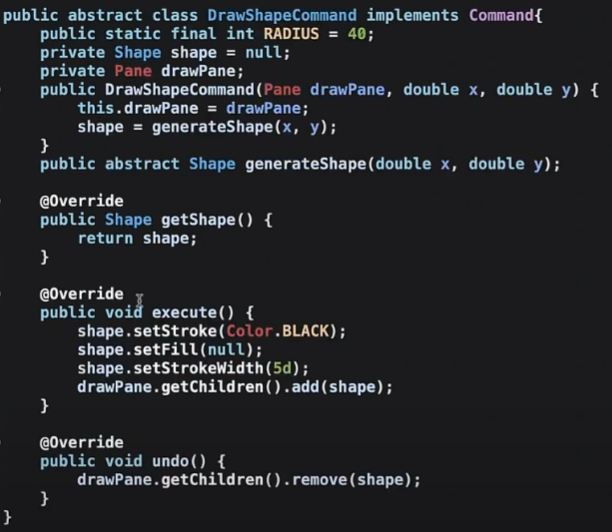 public abstract class DrawShapeCommand implements Command{
    public static final int RADIUS = 40;
    private Shape shape = null;
    private Pane drawPane;
    public DrawShapeCommand(Pane drawPane, double x, double y) {
        this.drawPane = drawPane;
        shape = generateShape(x, y);
    }
    public abstract Shape generateShape(double x, double y);

    @Override
    public Shape getShape() {
        return shape;
    }

    @Override
    public void execute() {
        shape.setStroke(Color.BLACK);
        shape.setFill(null);
        shape.setStrokeWidth(5d);
        drawPane.getChildren().add(shape);
    }

    @Override
    public void undo() {
        drawPane.getChildren().remove(shape);
    }
}